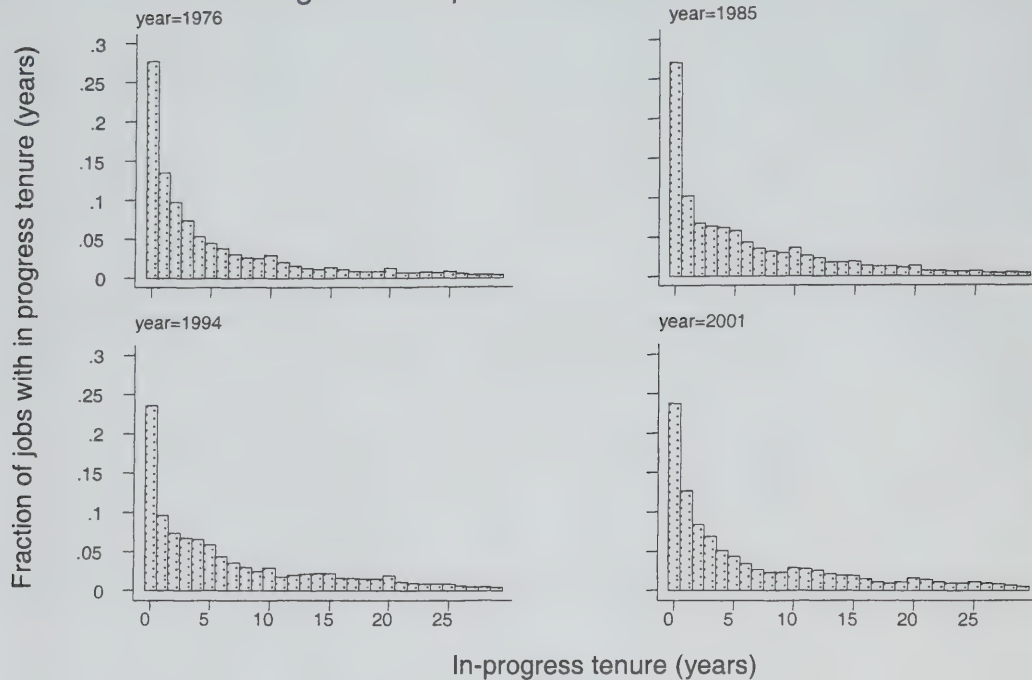 year=1976
year=1985
Fraction of jobs with in progress tenure (years)
.3
.25
.2
.15
.1
.05
0
year=1994
year=2001
.3
.25
.2
.15
.1
.05
0
0 5 10 15 20 25
0 5 10 15 20 25
In-progress tenure (years)